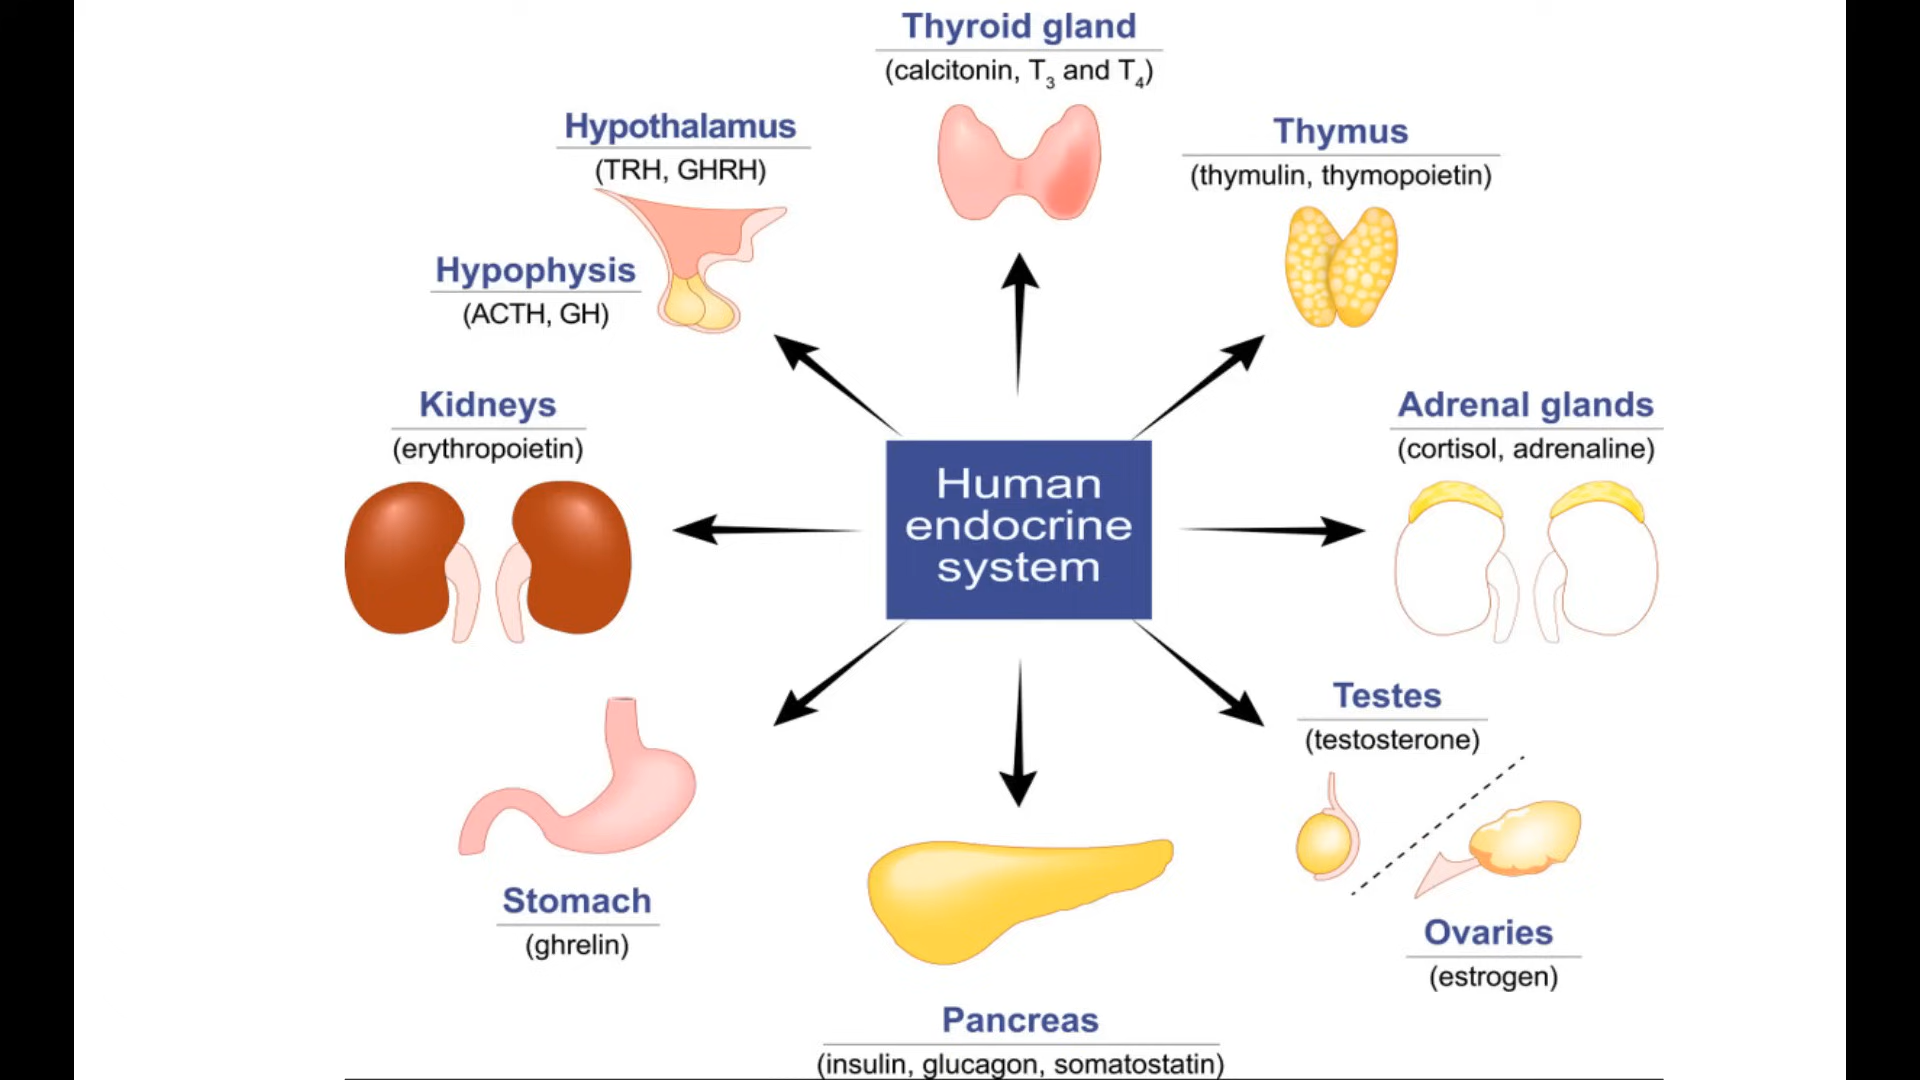 Thyroid gland
(calcitonin, T₃ and T₄)
Hypothalamus
(TRH, GHRH)
Thymus
(thymulin, thymopoietin)
Hypophysis
(ACTH, GH)
Kidneys
(erythropoietin)
Adrenal glands
(cortisol, adrenaline)
Human
endocrine
system
Testes
(testosterone)
Stomach
(ghrelin)
Ovaries
(estrogen)
Pancreas
(insulin, glucagon, somatostatin)